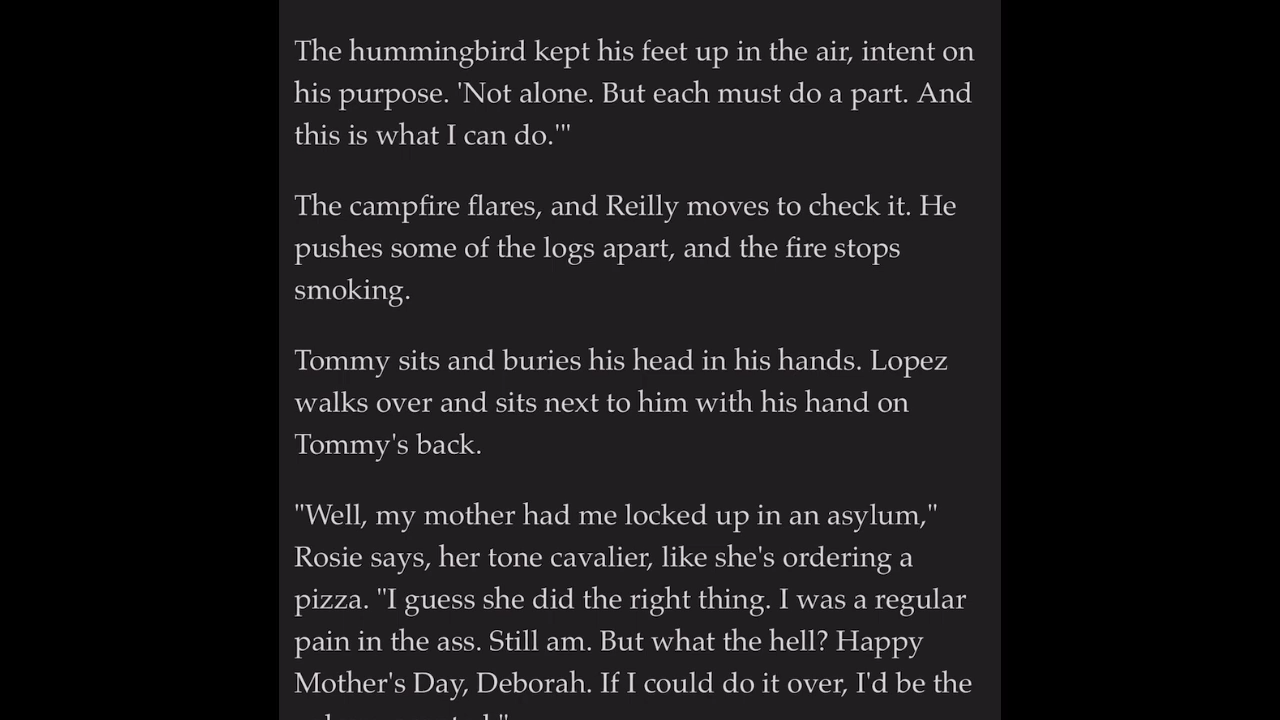 The hummingbird kept his feet up in the air, intent on
his purpose. 'Not alone. But each must do a part. And
this is what I can do.'"
The campfire flares, and Reilly moves to check it. He
pushes some of the logs apart, and the fire stops
smoking.
Tommy sits and buries his head in his hands. Lopez
walks over and sits next to him with his hand on
Tommy's back.
"Well, my mother had me locked up in an asylum,"
Rosie says, her tone cavalier, like she's ordering a
pizza. "I guess she did the right thing. I was a regular
pain in the ass. Still am. But what the hell? Happy
Mother's Day, Deborah. If I could do it over, I'd be the